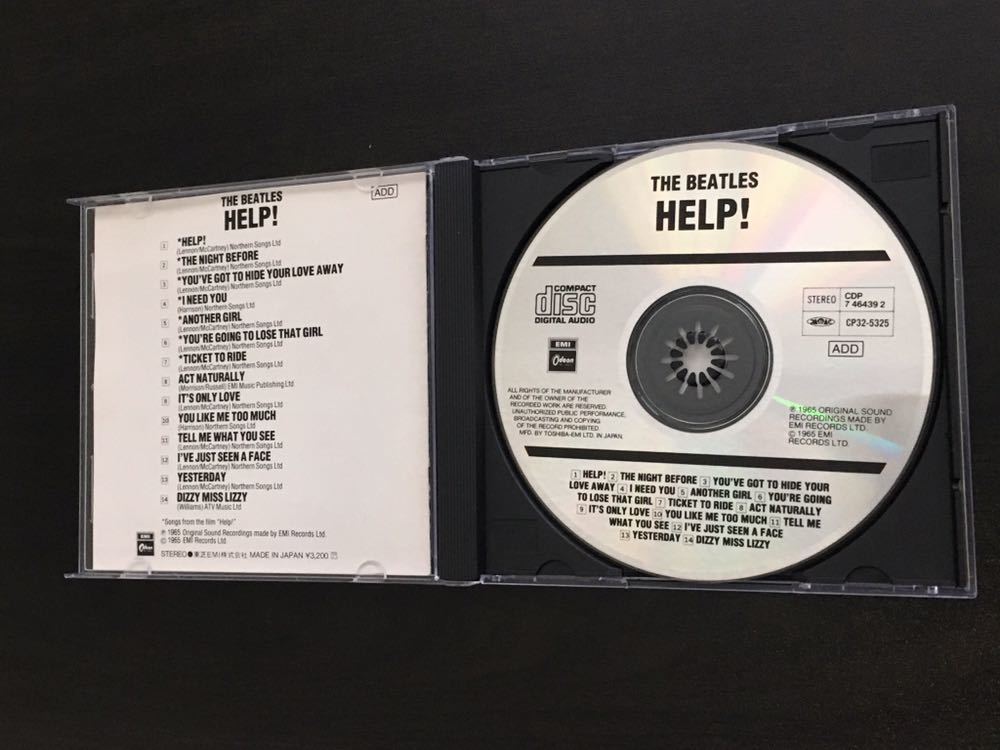 THE BEATLES
HELP!
ADD
1 *HELP!
(Lennon/McCartney) Northern Songs Ltd
2 *THE NIGHT BEFORE
(Lennon/McCartney) Northern Songs Ltd
3 *YOU'VE GOT TO HIDE YOUR LOVE AWAY
(Lennon/McCartney) Northern Songs Ltd
4 *I NEED YOU
(Harrison) Northern Songs Ltd
5 *ANOTHER GIRL
(Lennon/McCartney) Northern Songs Ltd
6 *YOU'RE GOING TO LOSE THAT GIRL
(Lennon/McCartney) Northern Songs Ltd
7 *TICKET TO RIDE
(Lennon/McCartney) Northern Songs Ltd
8 ACT NATURALLY
(Morrison/Russell) EMI Music Publishing Ltd
9 IT'S ONLY LOVE
(Lennon/McCartney) Northern Songs Ltd
10 YOU LIKE ME TOO MUCH
(Harrison) Northern Songs Ltd
11 TELL ME WHAT YOU SEE
(Lennon/McCartney) Northern Songs Ltd
12 I'VE JUST SEEN A FACE
(Lennon/McCartney) Northern Songs Ltd
13 YESTERDAY
(Lennon/McCartney) Northern Songs Ltd
14 DIZZY MISS LIZZY
(Williams) ATV Music Ltd
*Songs from the film "Help!"
℗ 1965 Original Sound Recordings made by EMI Records Ltd.
© 1965 EMI Records Ltd.
EMI
Odeon
STEREO●東芝EMI株式会社 MADE IN JAPAN ¥3,200
THE BEATLES
HELP!
COMPACT
disc
DIGITAL AUDIO
STEREO
CDP
7 46439 2
CP32-5325
ADD
EMI
Odeon
ALL RIGHTS OF THE MANUFACTURER
AND OF THE OWNER OF THE
RECORDED WORK ARE RESERVED.
UNAUTHORIZED PUBLIC PERFORMANCE,
BROADCASTING AND COPYING
OF THE RECORD PROHIBITED.
MFD. BY TOSHIBA-EMI LTD. IN JAPAN.
℗ 1965 ORIGINAL SOUND
RECORDINGS MADE BY
EMI RECORDS LTD.
© 1965 EMI
RECORDS LTD.
1 HELP! 2 THE NIGHT BEFORE 3 YOU'VE GOT TO HIDE YOUR
LOVE AWAY 4 I NEED YOU 5 ANOTHER GIRL 6 YOU'RE GOING
TO LOSE THAT GIRL 7 TICKET TO RIDE 8 ACT NATURALLY
9 IT'S ONLY LOVE 10 YOU LIKE ME TOO MUCH 11 TELL ME
WHAT YOU SEE 12 I'VE JUST SEEN A FACE
13 YESTERDAY 14 DIZZY MISS LIZZY